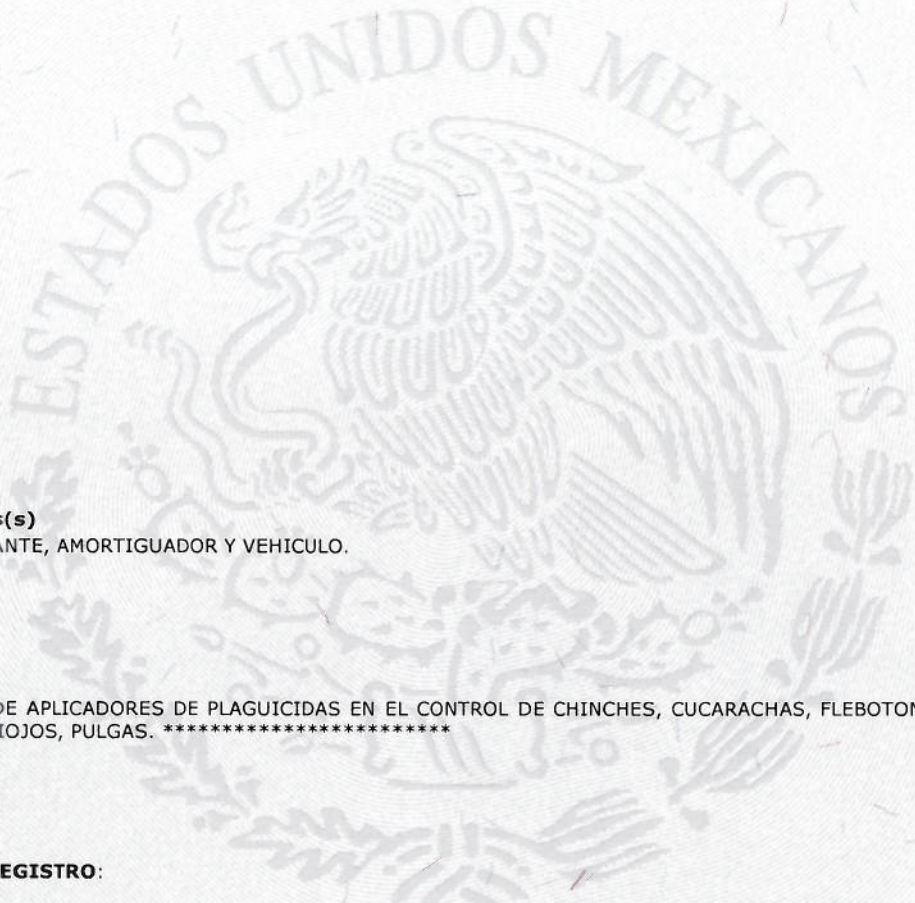 ESTADOS UNIDOS MEXICANOS
s(s)
ANTE, AMORTIGUADOR Y VEHICULO.
DE APLICADORES DE PLAGUICIDAS EN EL CONTROL DE CHINCHES, CUCARACHAS, FLEBOTOM
IOJOS, PULGAS. ************************
EGISTRO: